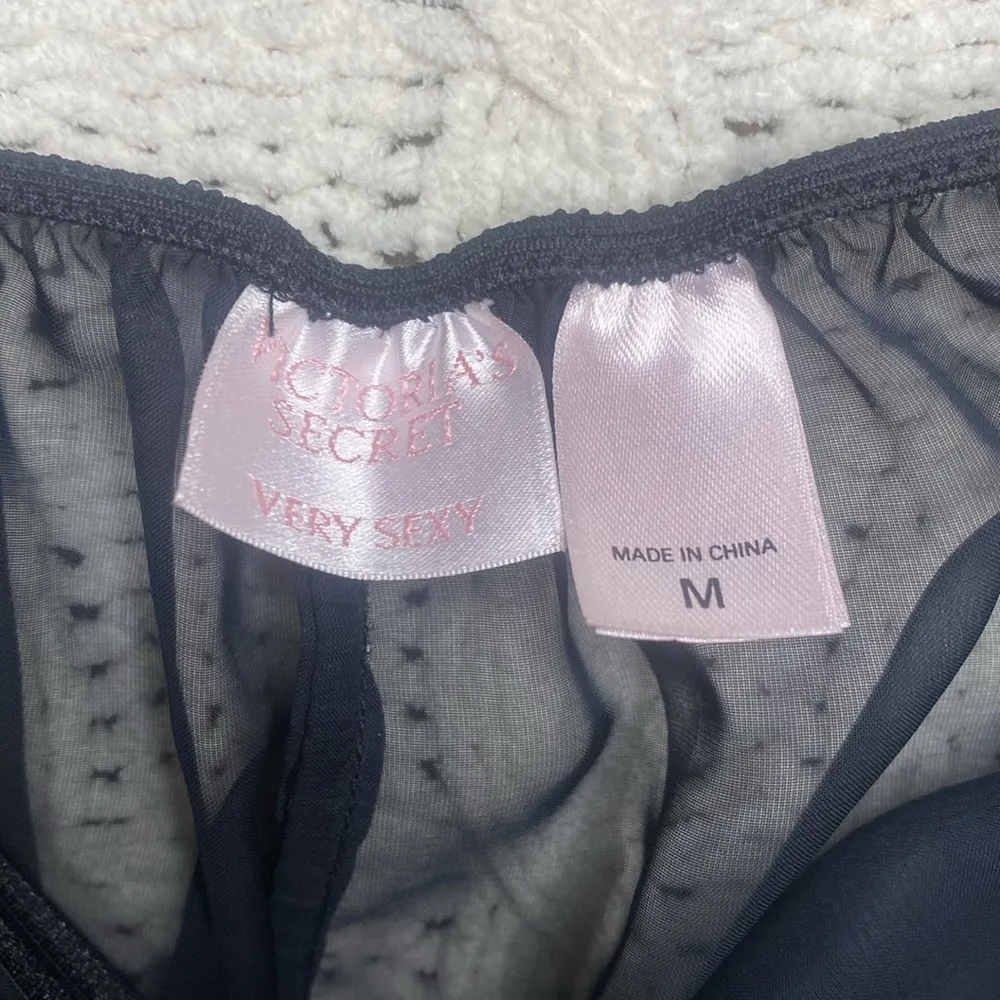 VICTORIA'S
SECRET
VERY SEXY
MADE IN CHINA
M